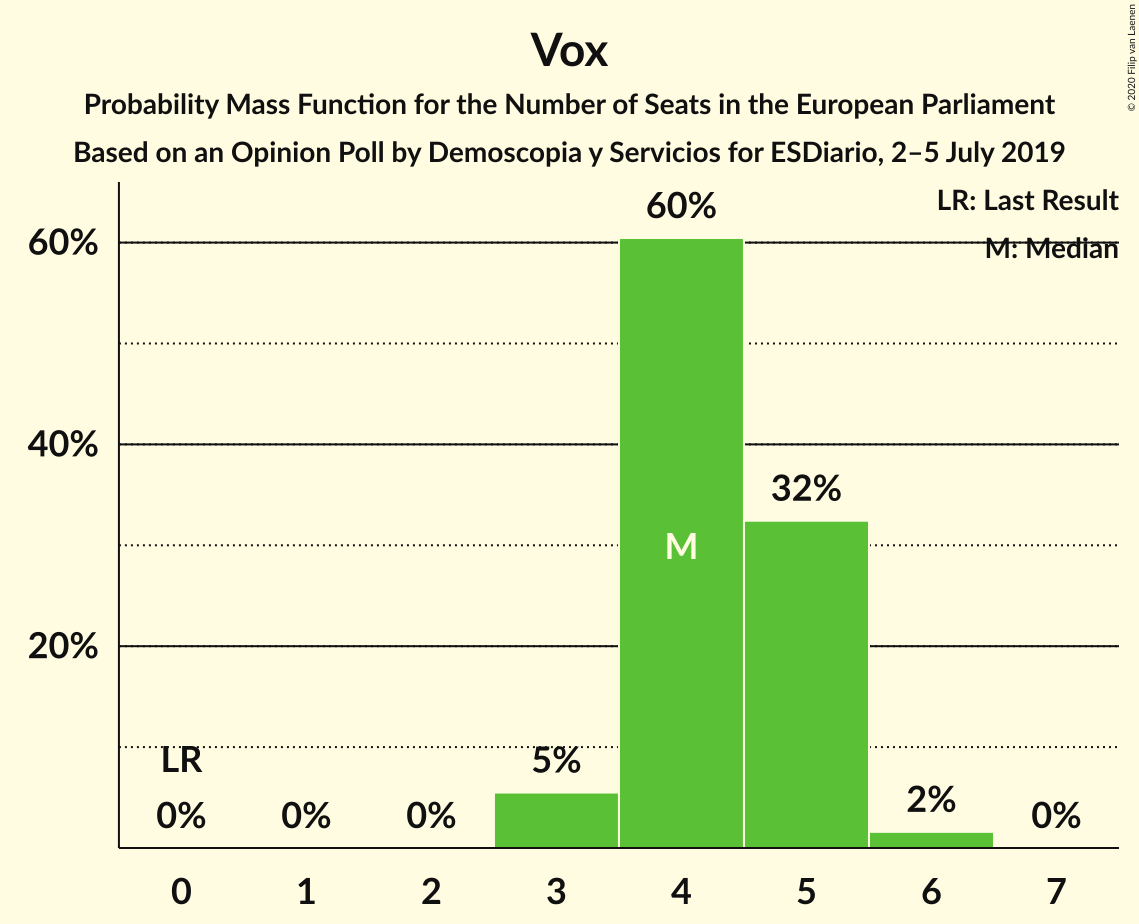 Vox
Probability Mass Function for the Number of Seats in the European Parliament
Based on an Opinion Poll by Demoscopia y Servicios for ESDiario, 2–5 July 2019
© 2020 Filip van Laenen
LR: Last Result
M: Median
60%
40%
20%
60%
32%
M
LR
5%
0% 0% 0% 2% 0%
0 1 2 3 4 5 6 7